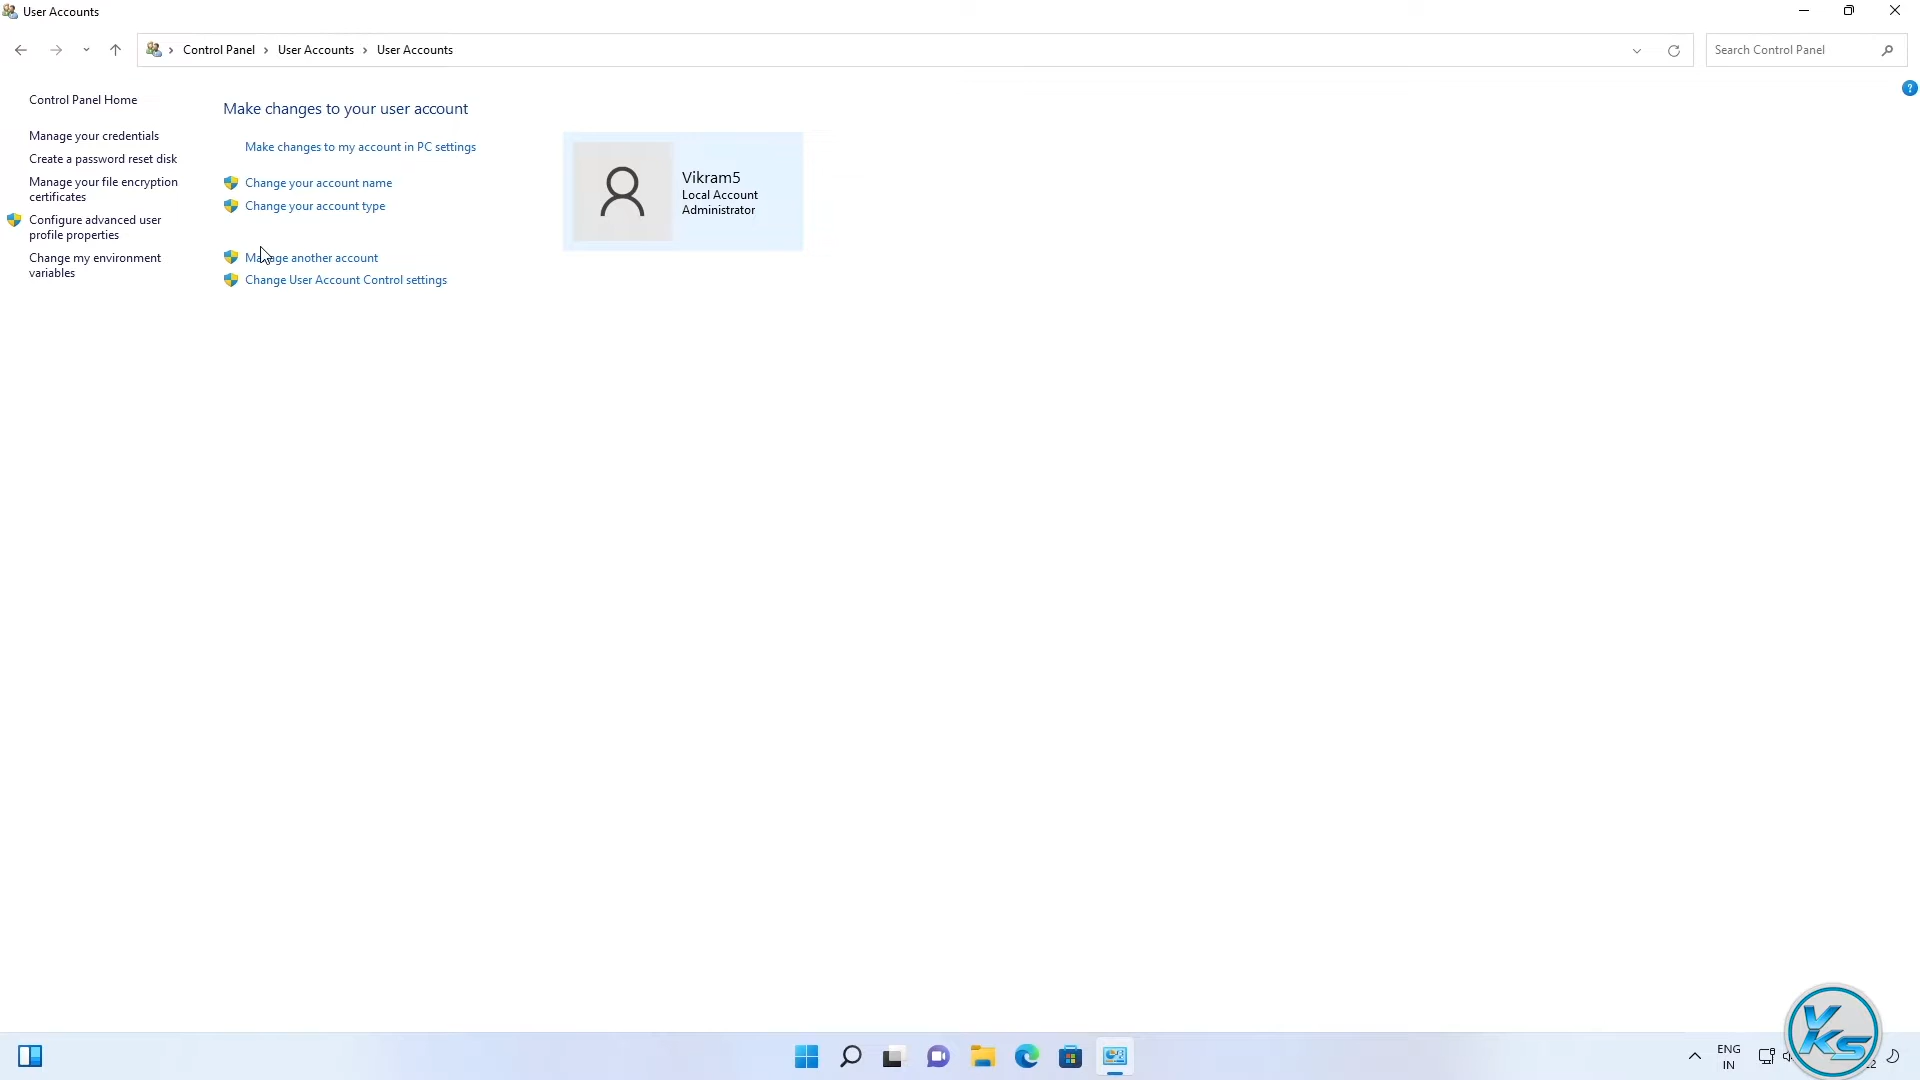 User Accounts
Control Panel > User Accounts > User Accounts
Search Control Panel
Control Panel Home
Manage your credentials
Create a password reset disk
Manage your file encryption
certificates
Configure advanced user
profile properties
Change my environment
variables
Make changes to your user account
Make changes to my account in PC settings
Change your account name
Change your account type
Manage another account
Change User Account Control settings
Vikram5
Local Account
Administrator
ENG
IN
VKS